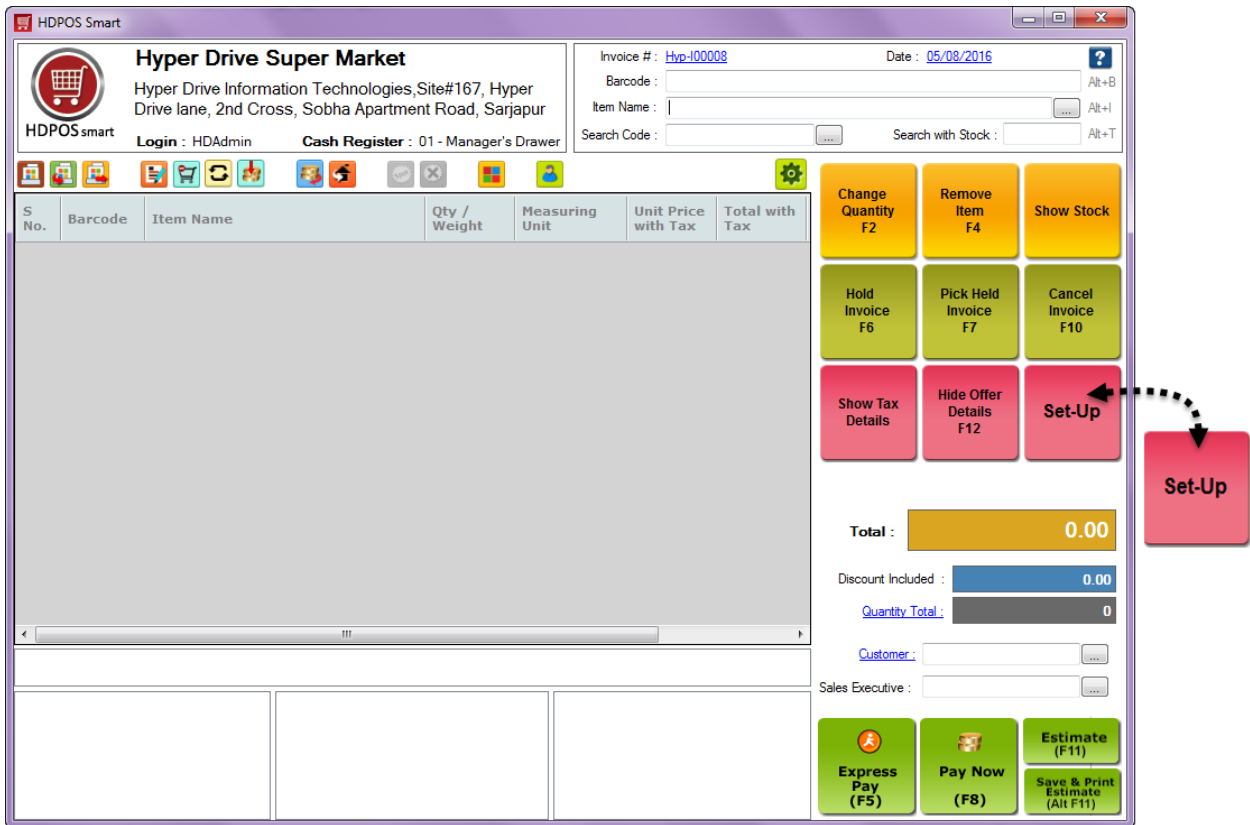 HDPOS Smart
HDPOS smart
Hyper Drive Super Market
Hyper Drive Information Technologies,Site#167, Hyper
Drive lane, 2nd Cross, Sobha Apartment Road, Sarjapur
Login : HDAdmin Cash Register : 01 - Manager's Drawer
Invoice # : Hyp-I00008 Date : 05/08/2016 ?
Barcode : Alt+B
Item Name : ... Alt+I
Search Code : ... Search with Stock : Alt+T
S No. Barcode Item Name Qty / Weight Measuring Unit Unit Price with Tax Total with Tax
Change
Quantity
F2
Remove
Item
F4
Show Stock
Hold
Invoice
F6
Pick Held
Invoice
F7
Cancel
Invoice
F10
Show Tax
Details
Hide Offer
Details
F12
Set-Up
Set-Up
Total : 0.00
Discount Included : 0.00
Quantity Total : 0
Customer : ...
Sales Executive : ...
Express
Pay
(F5)
Pay Now
(F8)
Estimate
(F11)
Save & Print
Estimate
(Alt F11)